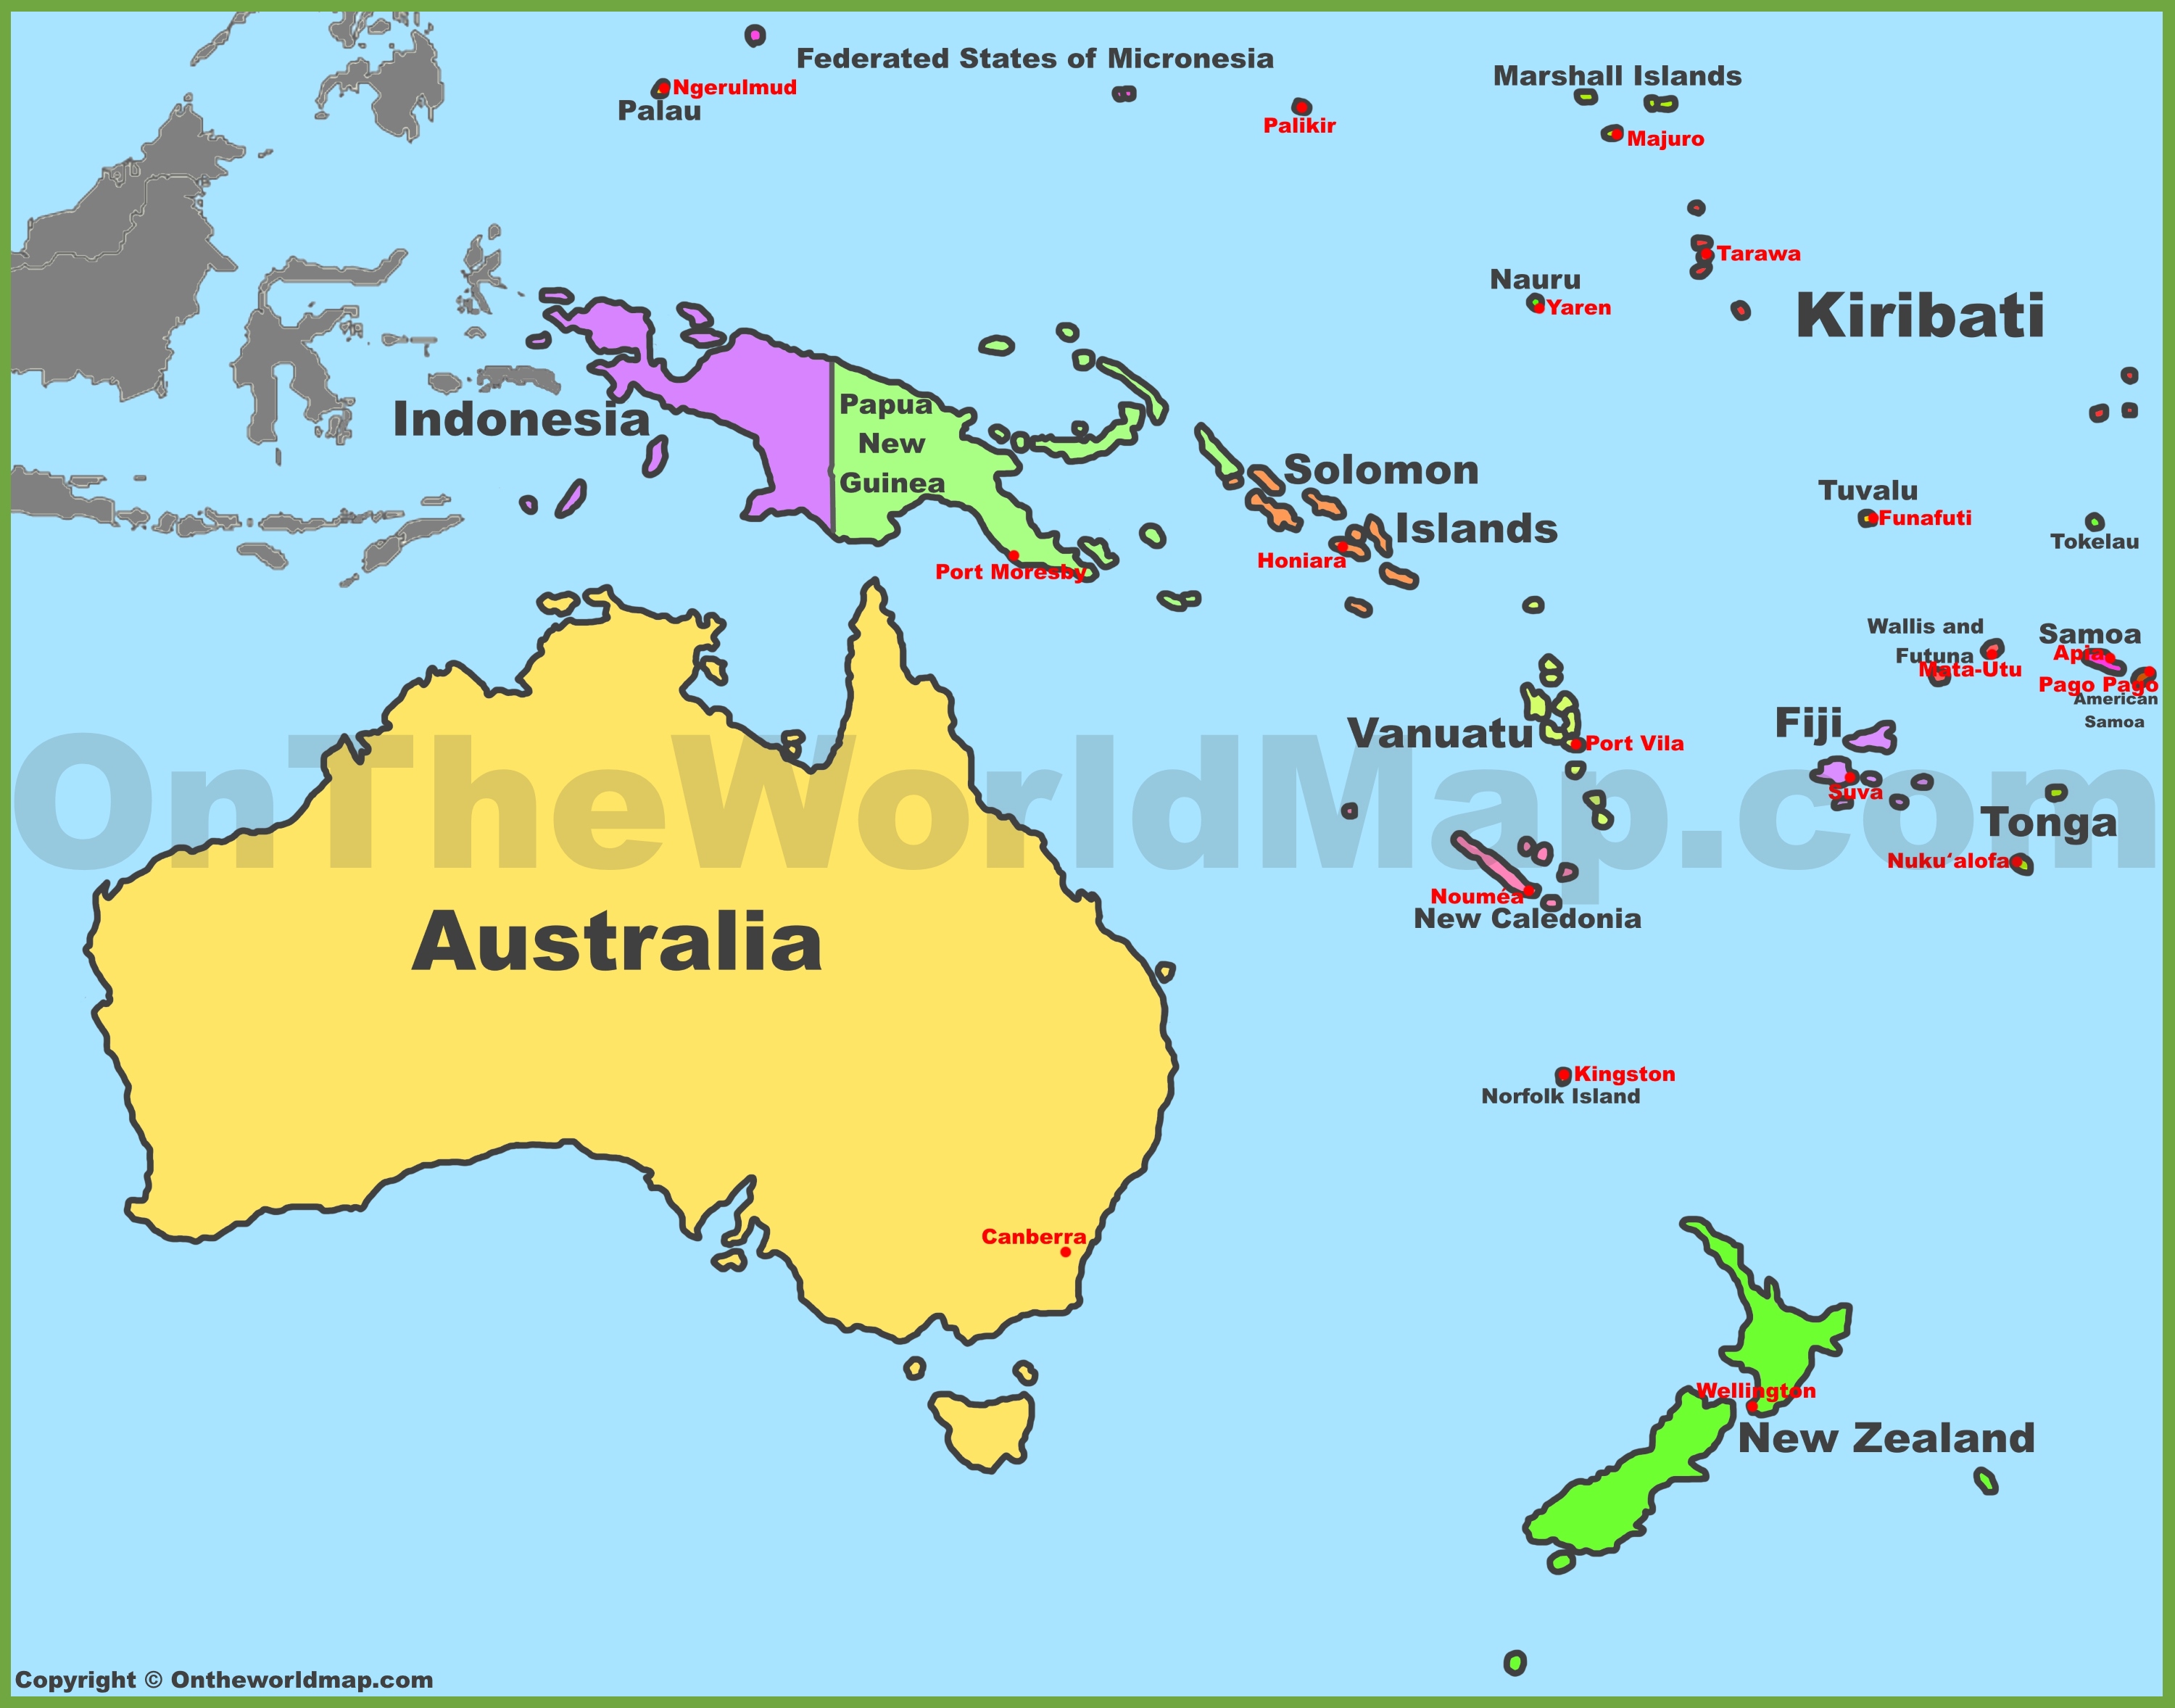 Federated States of Micronesia
Marshall Islands
Ngerulmud
Palau
Palikir
Majuro
Tarawa
Nauru
Yaren
Kiribati
Indonesia
Papua
New
Guinea
Solomon
Islands
Tuvalu
Funafuti
Tokelau
Honiara
Port Moresby
Wallis and
Futuna
Mata-Utu
Samoa
Apia
Pago Pago
American
Samoa
Fiji
Vanuatu
Port Vila
Suva
OnTheWorldMap.com
Tonga
Nukuʻalofa
Nouméa
New Caledonia
Australia
Kingston
Norfolk Island
Canberra
Wellington
New Zealand
Copyright © Ontheworldmap.com